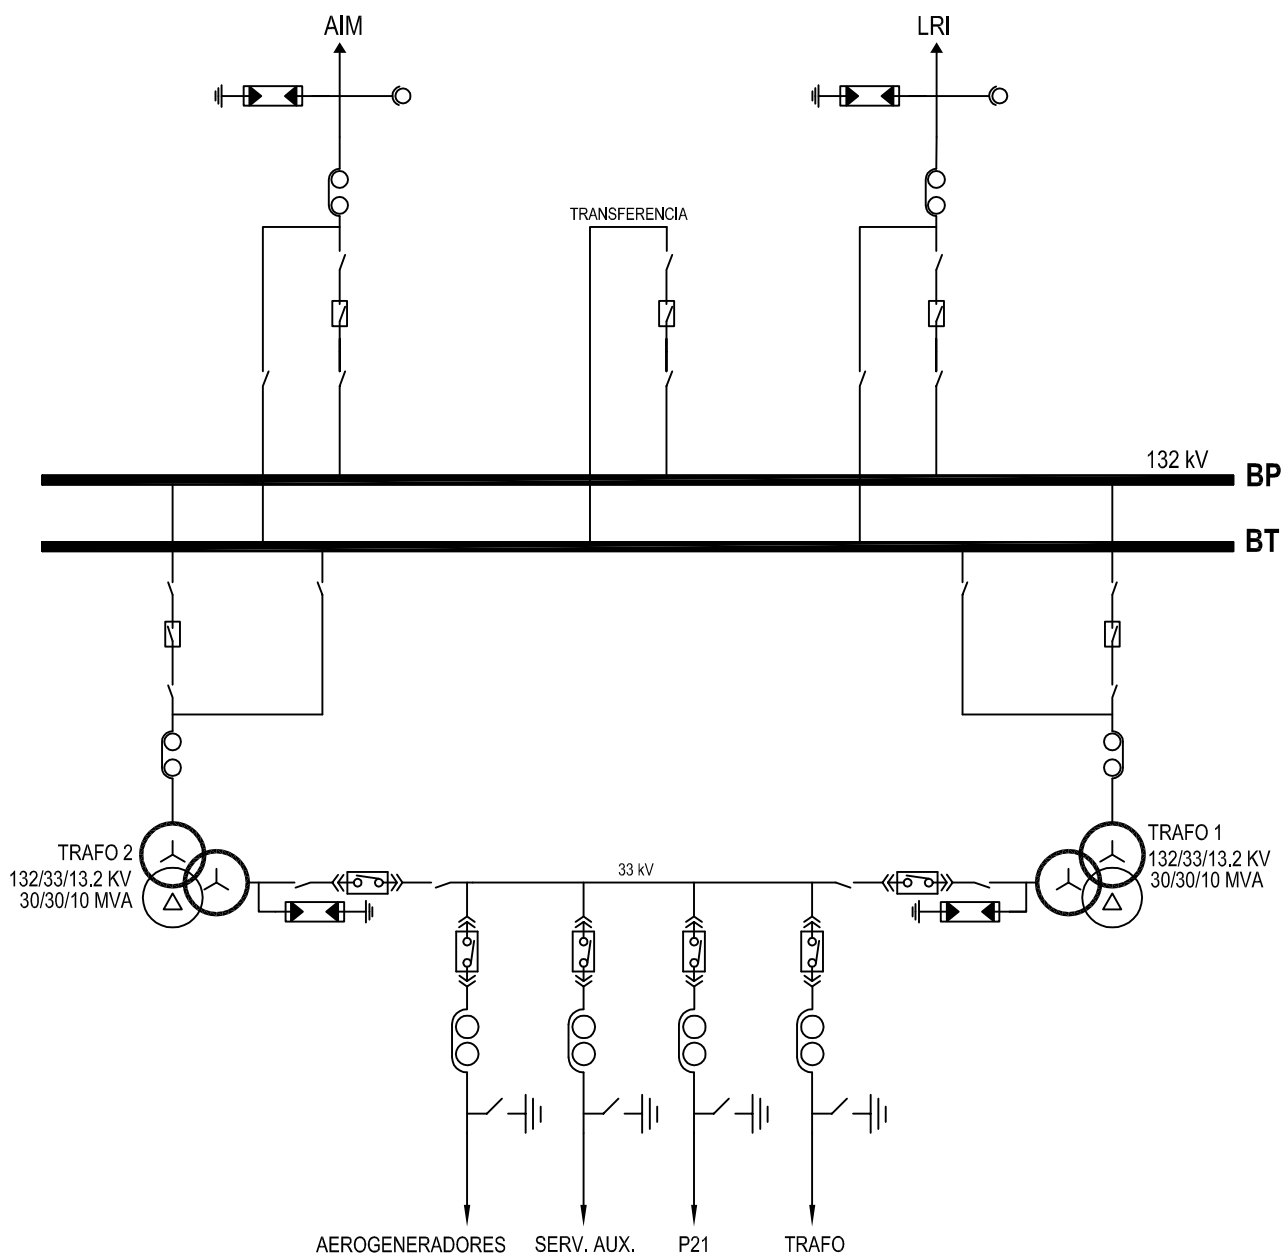 AIM
LRI
TRANSFERENCIA
132 kV
BP
BT
TRAFO 2
132/33/13.2 KV
30/30/10 MVA
33 kV
TRAFO 1
132/33/13.2 KV
30/30/10 MVA
AEROGENERADORES
SERV. AUX.
P21
TRAFO